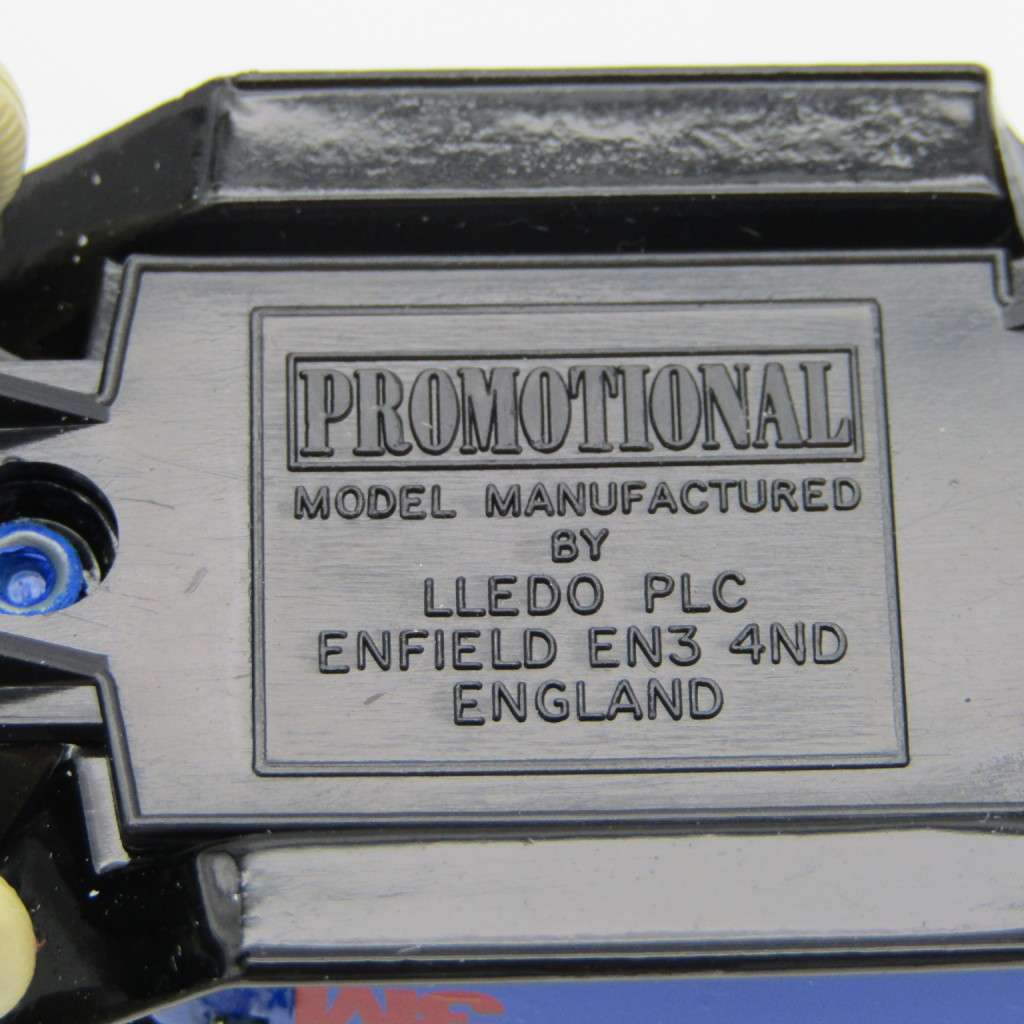 PROMOTIONAL
MODEL MANUFACTURED
BY
LLEDO PLC
ENFIELD EN3 4ND
ENGLAND